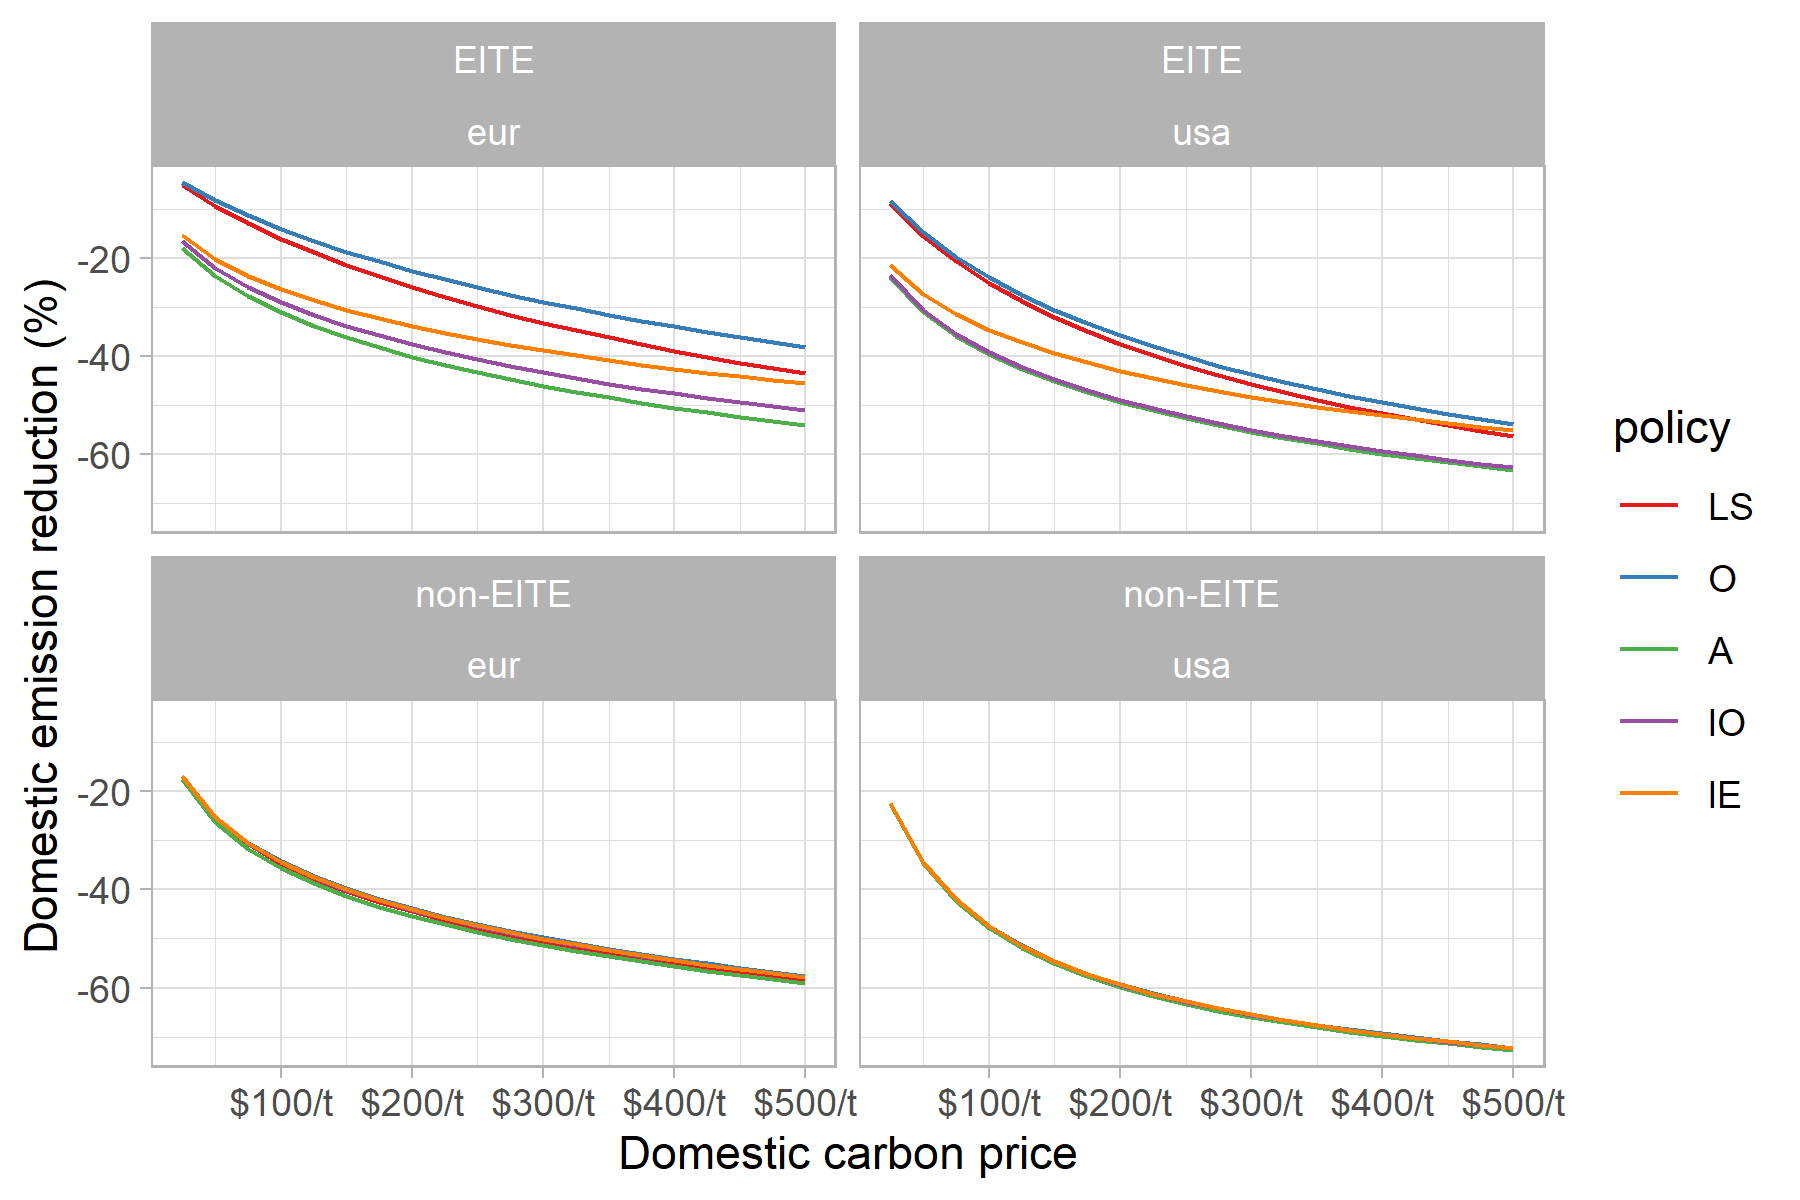 EITE
eur
EITE
usa
-20
-40
-60
non-EITE
eur
non-EITE
usa
-20
-40
-60
$100/t $200/t $300/t $400/t $500/t
$100/t $200/t $300/t $400/t $500/t
Domestic carbon price
Domestic emission reduction (%)
policy
LS
O
A
IO
IE